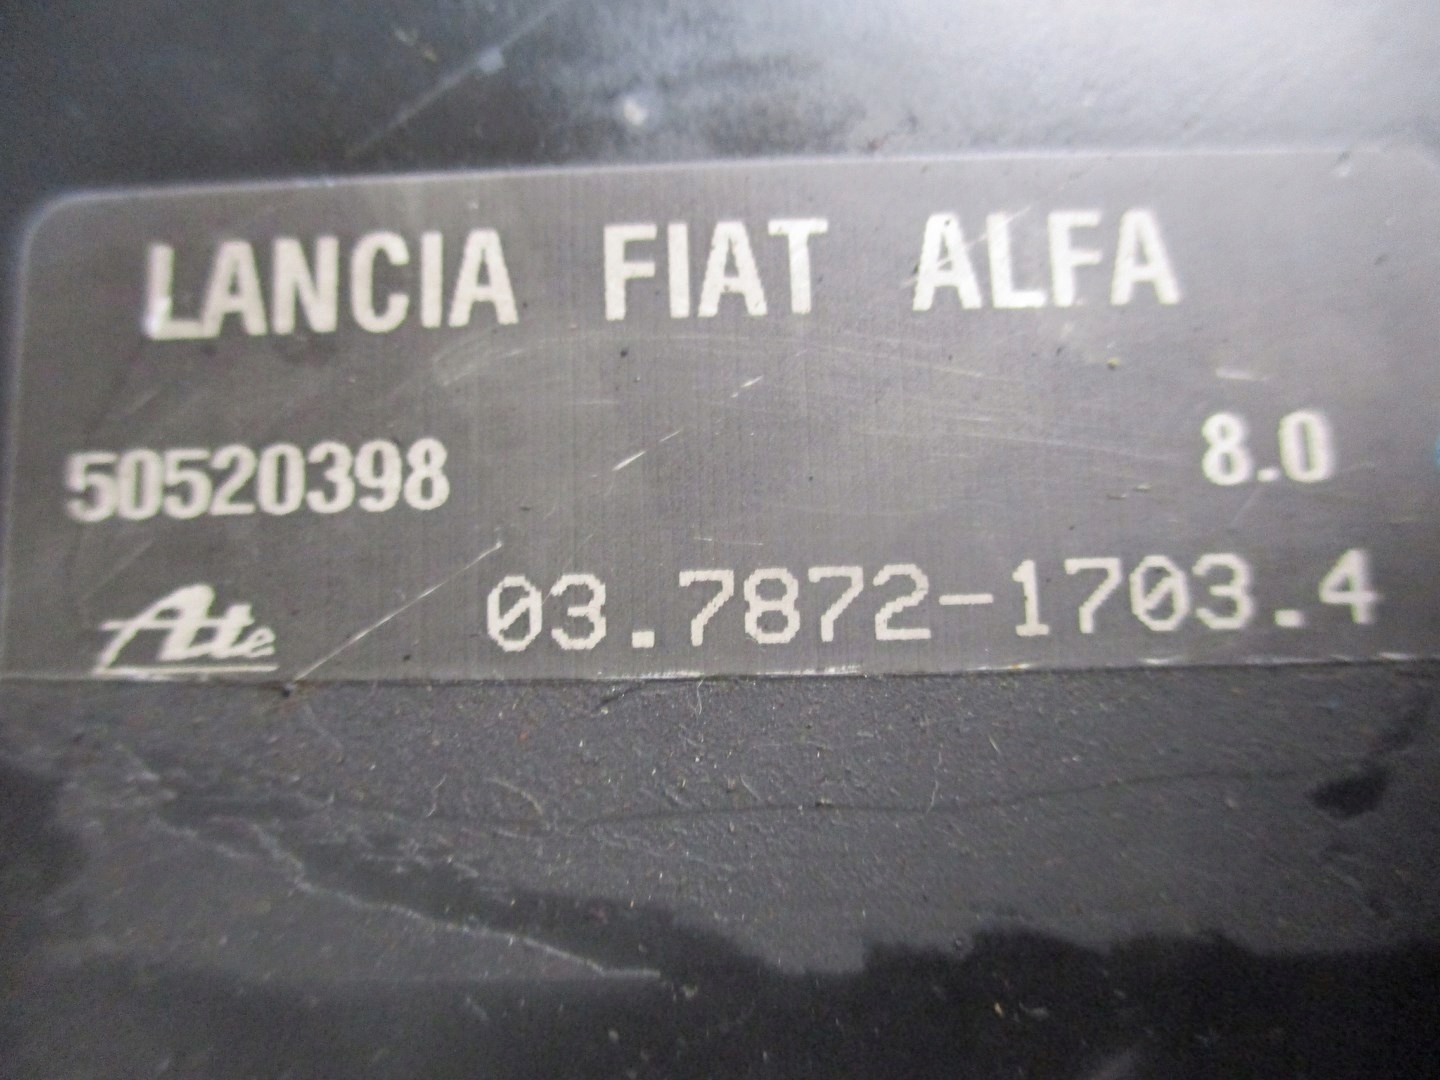 LANCIA FIAT ALFA
50520398 8.0
Ate 03.7872-1703.4